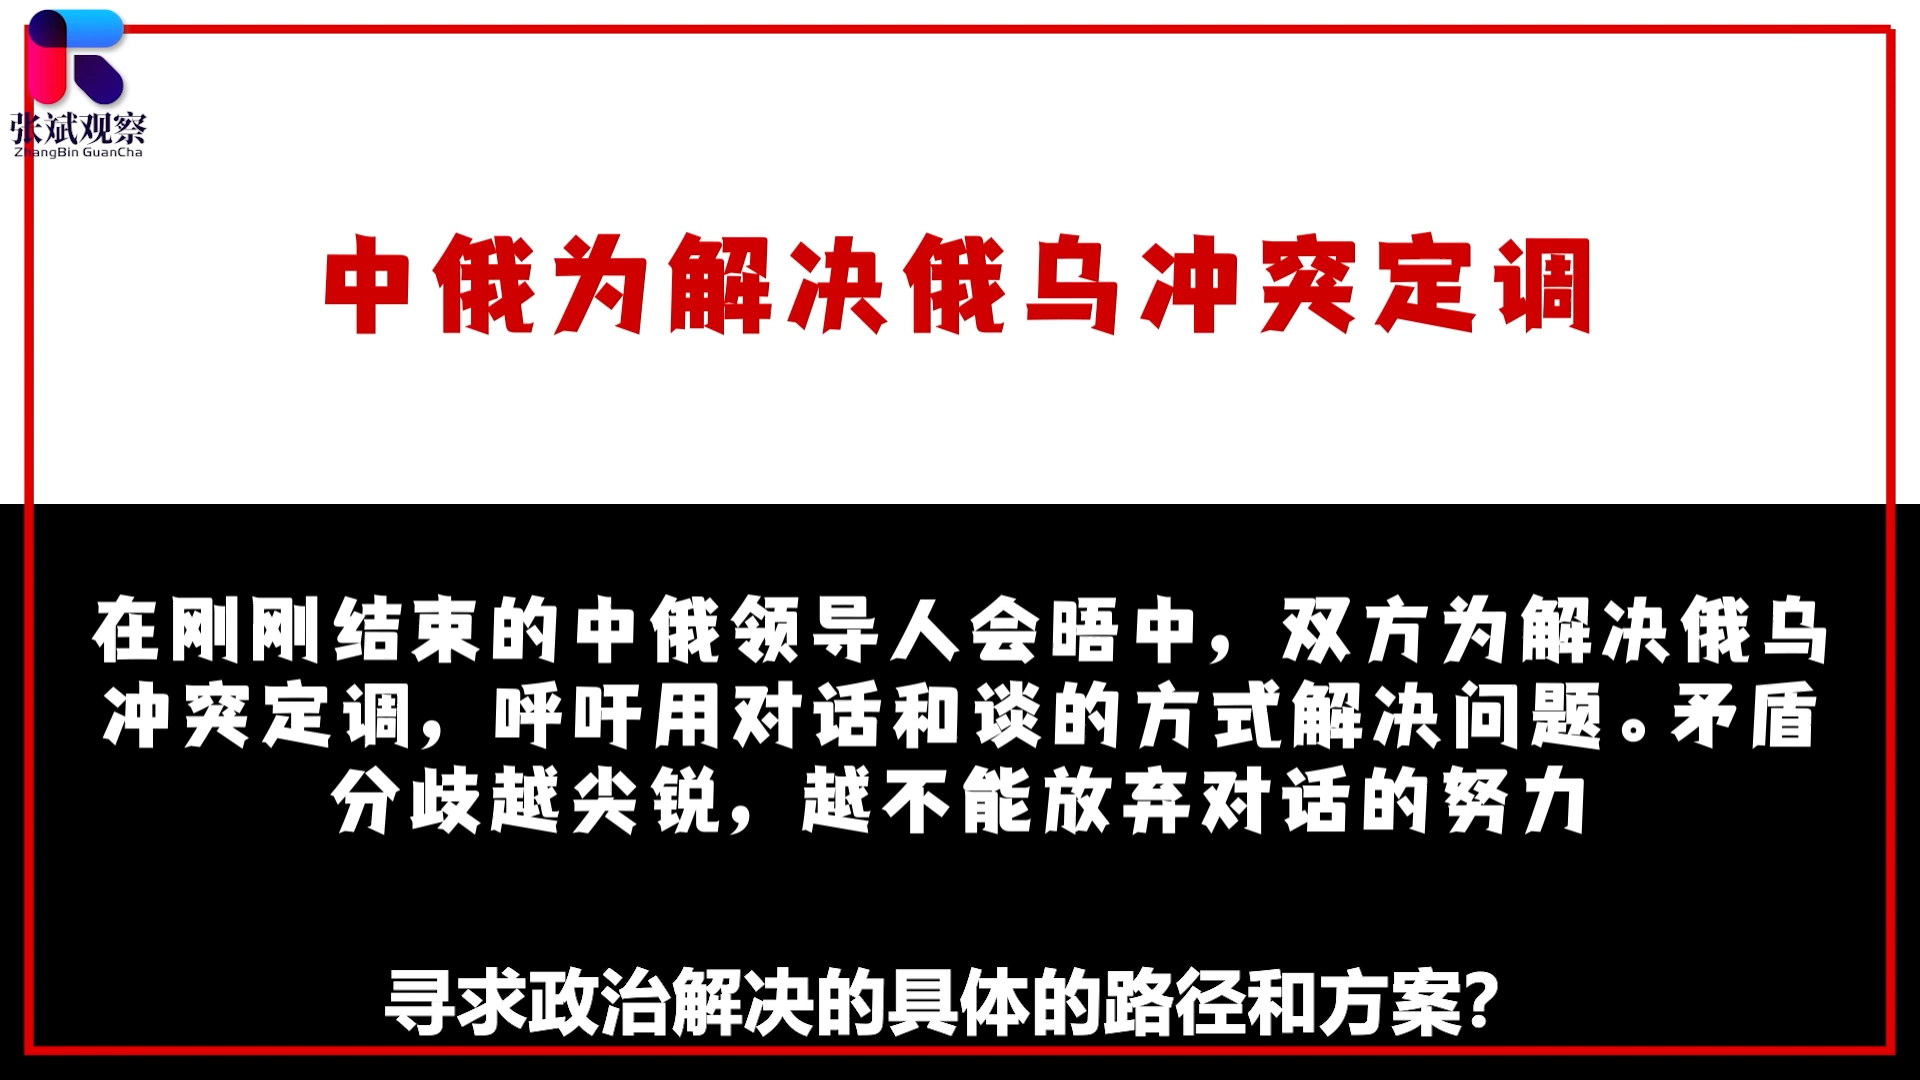 张斌观察
ZhangBin GuanCha
中俄为解决俄乌冲突定调
在刚刚结束的中俄领导人会晤中，双方为解决俄乌
冲突定调，呼吁用对话和谈的方式解决问题。矛盾
分歧越尖锐，越不能放弃对话的努力
寻求政治解决的具体的路径和方案？